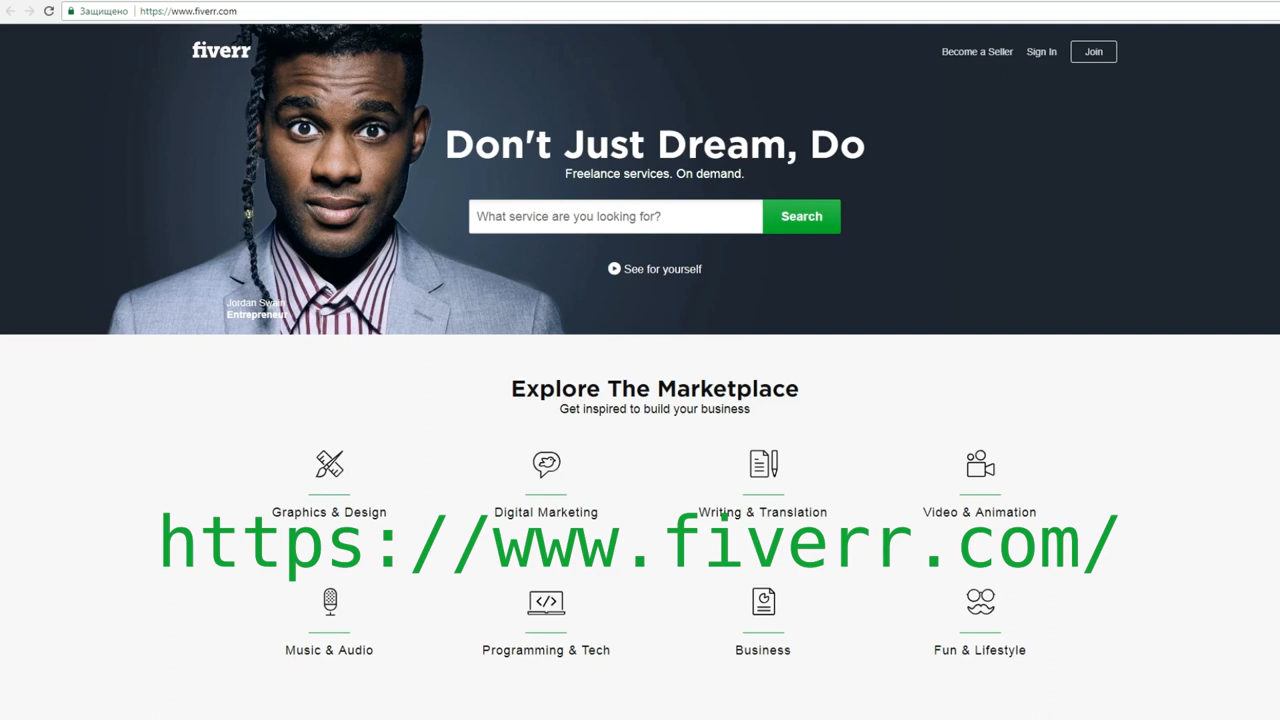 Защищено https://www.fiverr.com
fiverr Become a Seller Sign In Join
Don't Just Dream, Do
Freelance services. On demand.
What service are you looking for? Search
See for yourself
Jordan Swain
Entrepreneur
Explore The Marketplace
Get inspired to build your business
Graphics & Design Digital Marketing Writing & Translation Video & Animation
https://www.fiverr.com/
Music & Audio Programming & Tech Business Fun & Lifestyle